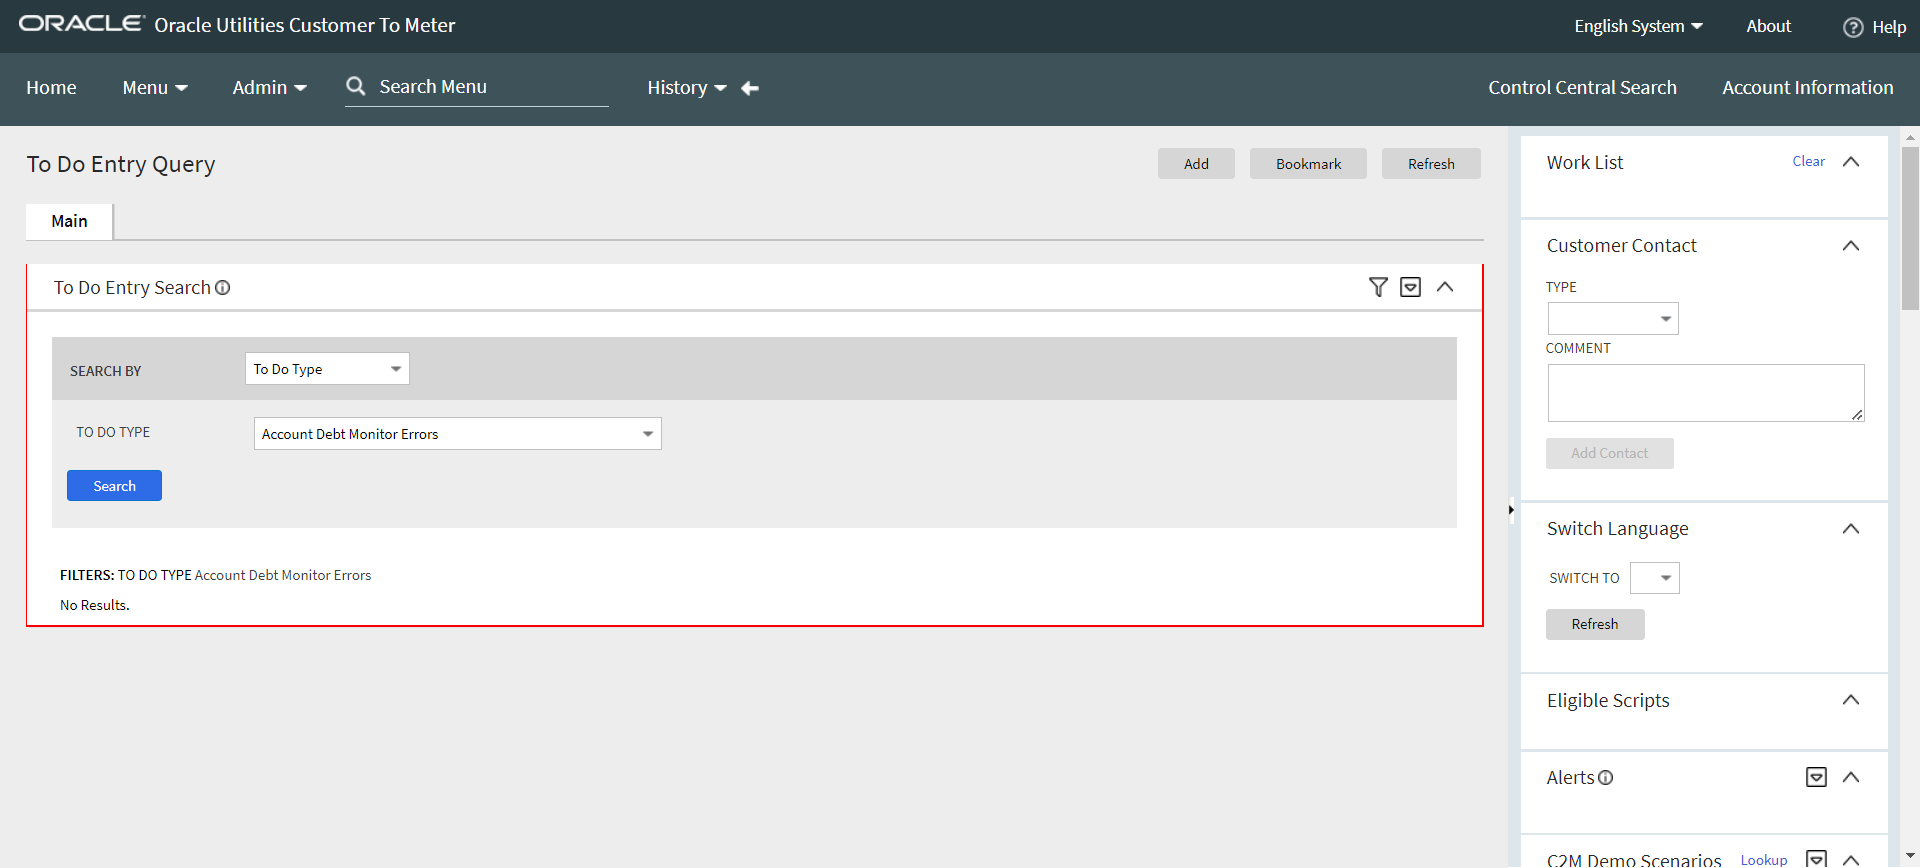 ORACLE Oracle Utilities Customer To Meter
English System About Help
Home Menu Admin Search Menu History Control Central Search Account Information
To Do Entry Query
Add Bookmark Refresh
Main
To Do Entry Search
SEARCH BY To Do Type
TO DO TYPE Account Debt Monitor Errors
Search
FILTERS: TO DO TYPE Account Debt Monitor Errors
No Results.
Work List Clear
Customer Contact
TYPE
COMMENT
Add Contact
Switch Language
SWITCH TO
Refresh
Eligible Scripts
Alerts
C2M Demo Scenarios Lookup